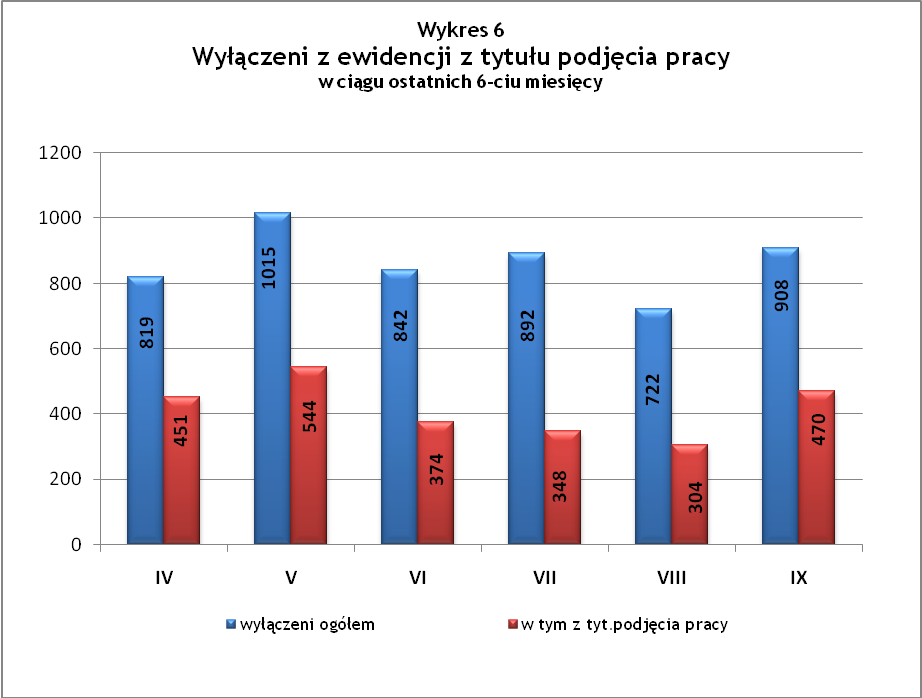 Wykres 6
Wyłączeni z ewidencji z tytułu podjęcia pracy
w ciągu ostatnich 6-ciu miesięcy
1200
1000
800
600
400
200
0
819
451
1015
544
842
374
892
348
722
304
908
470
IV
V
VI
VII
VIII
IX
wyłączeni ogółem
w tym z tyt.podjęcia pracy